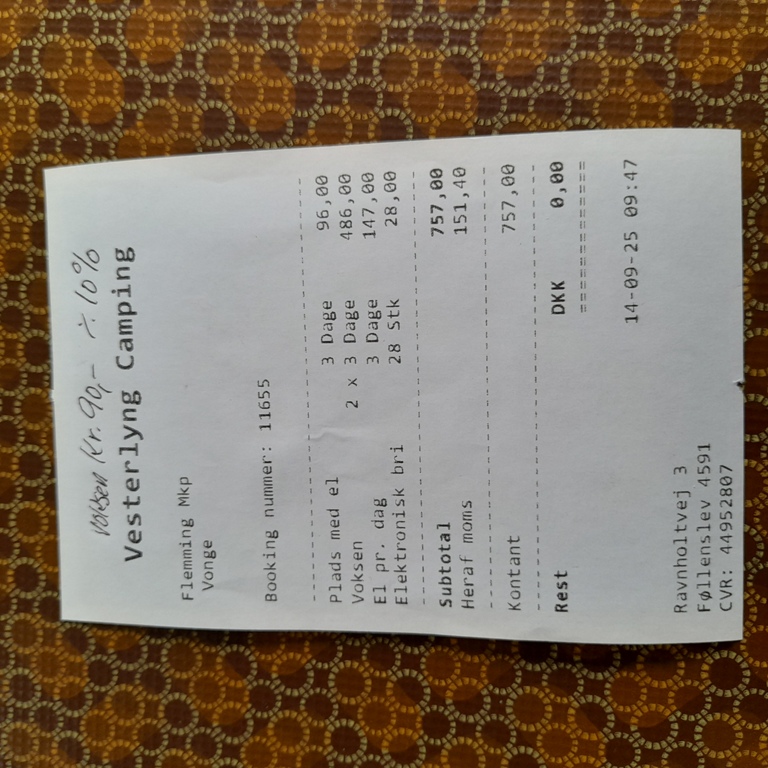 Voksen kr. 90,- ÷ 10%
Vesterlyng Camping
Flemming Mkp
Vonge
Booking nummer: 11655
Plads med el 3 Dage 96,00
Voksen 2 x 3 Dage 486,00
El pr. dag 3 Dage 147,00
Elektronisk bri 28 Stk 28,00
Subtotal 757,00
Heraf moms 151,40
Kontant 757,00
Rest DKK 0,00
==============
14-09-25 09:47
Ravnholtvej 3
Føllenslev 4591
CVR: 44952807